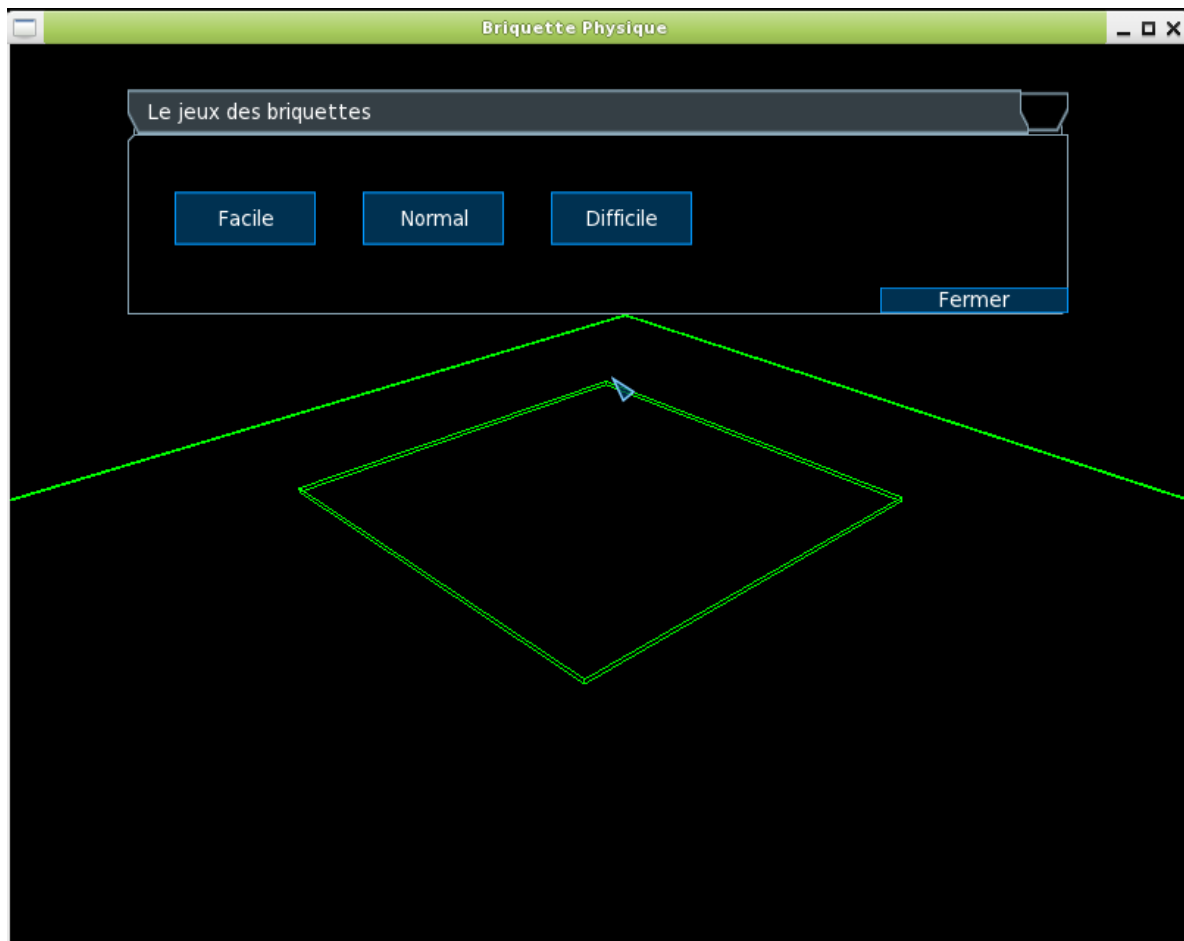 Briquette Physique
Le jeux des briquettes
Facile Normal Difficile
Fermer